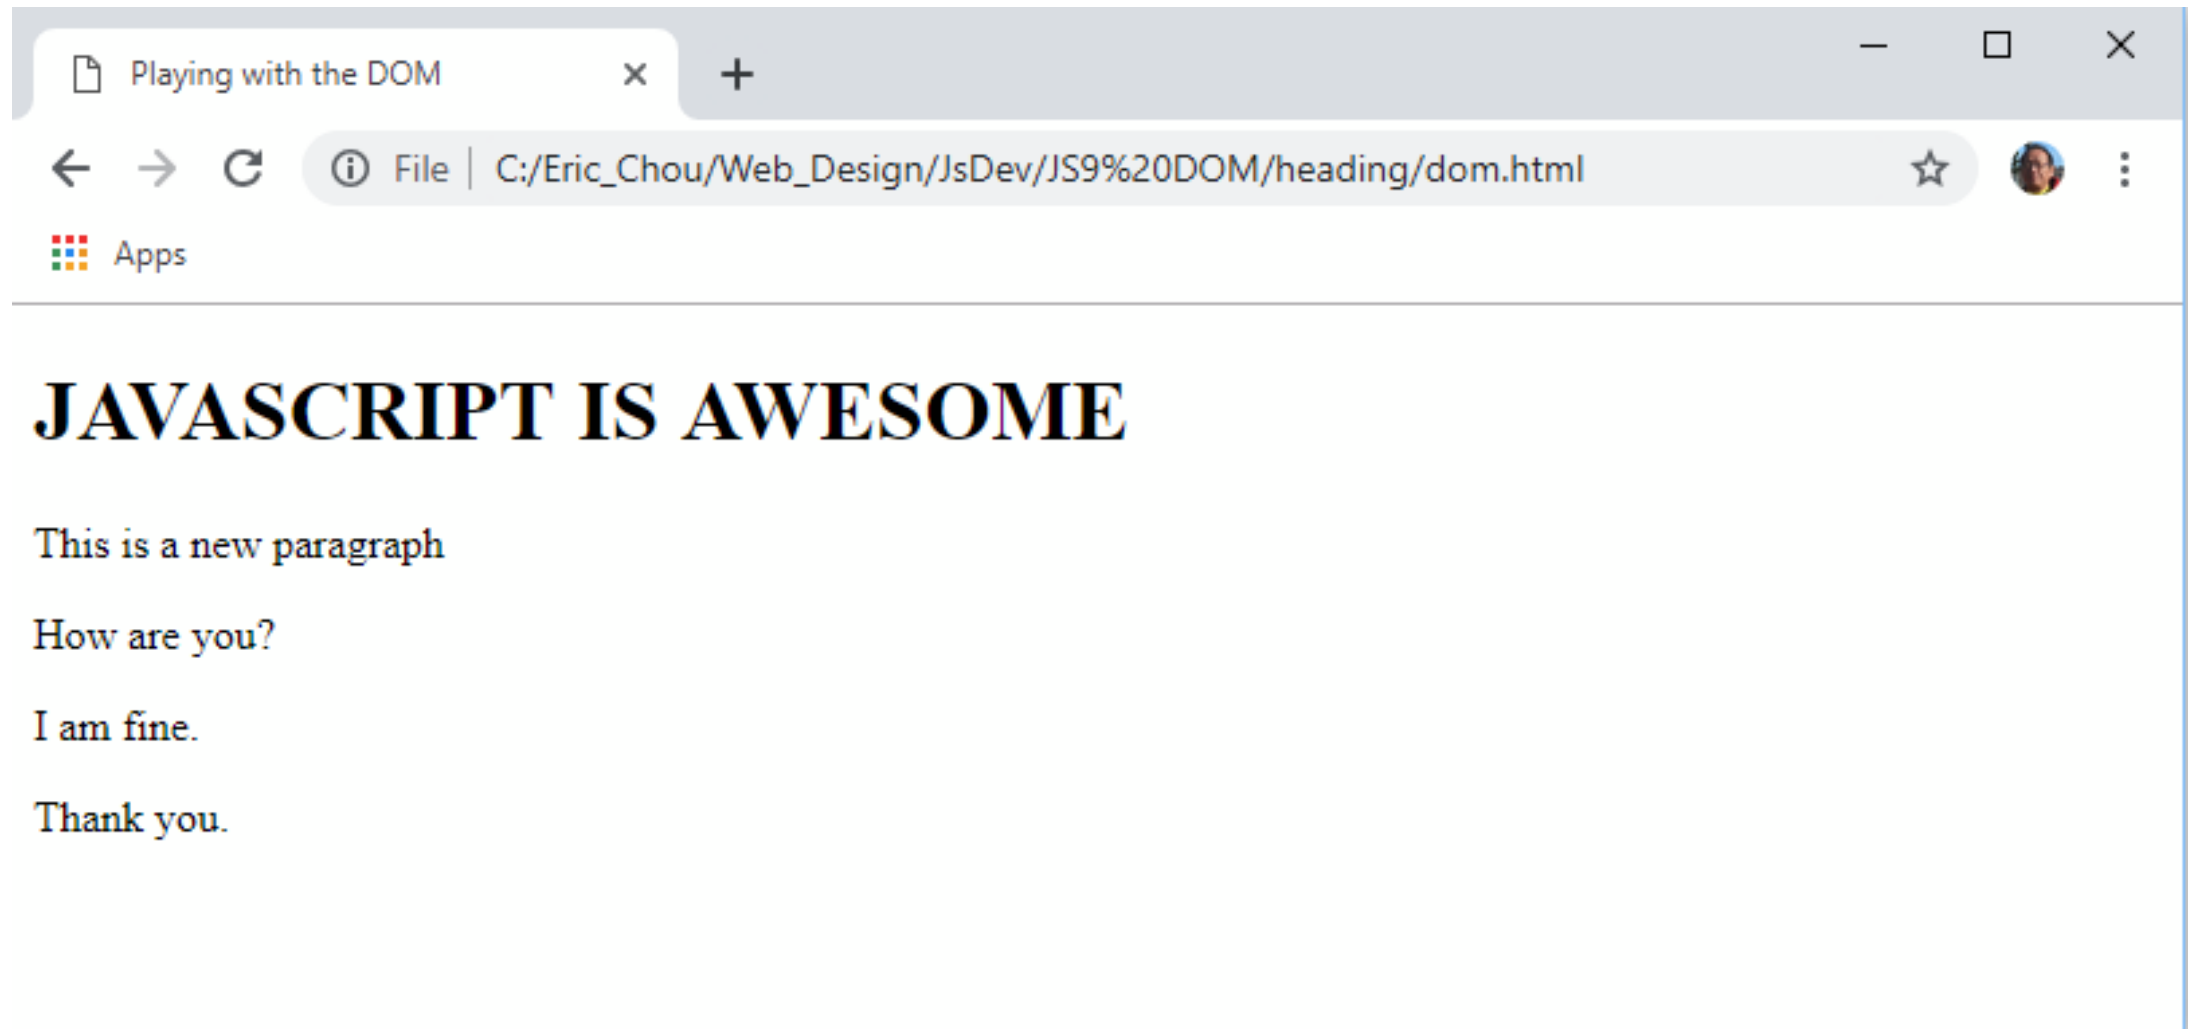 Playing with the DOM
File C:/Eric_Chou/Web_Design/JsDev/JS9%20DOM/heading/dom.html
Apps
JAVASCRIPT IS AWESOME
This is a new paragraph
How are you?
I am fine.
Thank you.